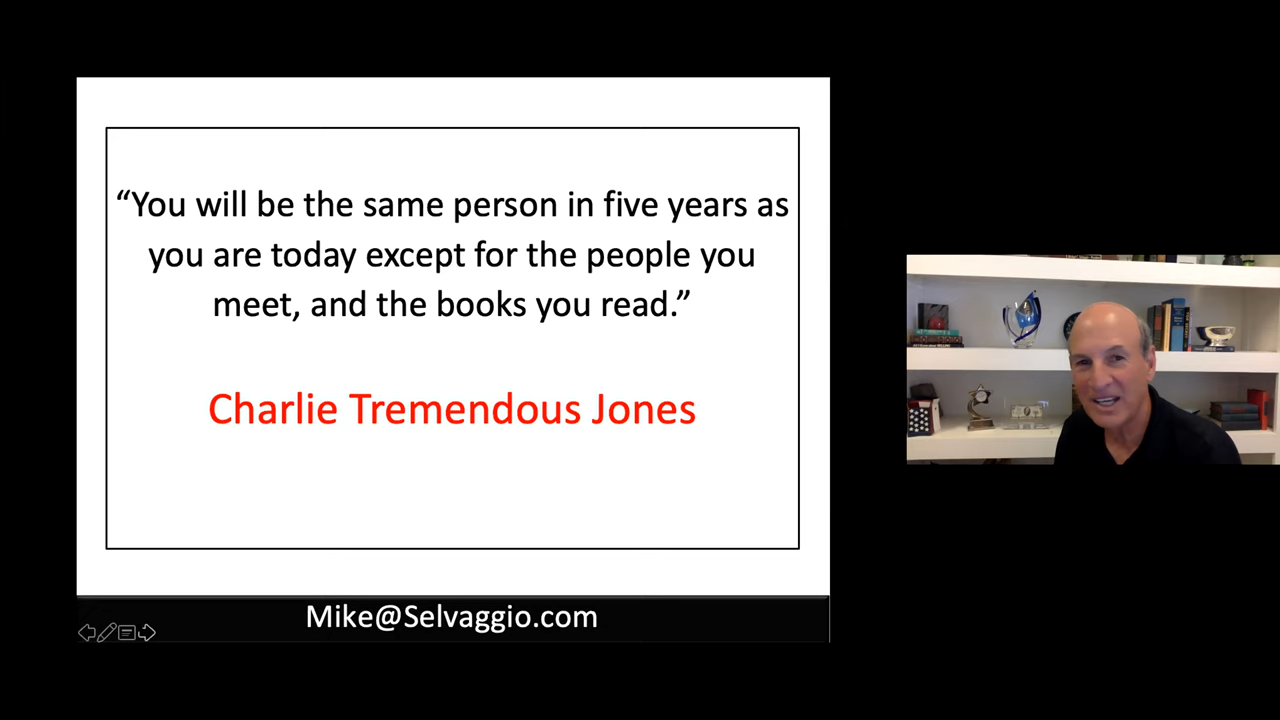 “You will be the same person in five years as
you are today except for the people you
meet, and the books you read.”
Charlie Tremendous Jones
Mike@Selvaggio.com